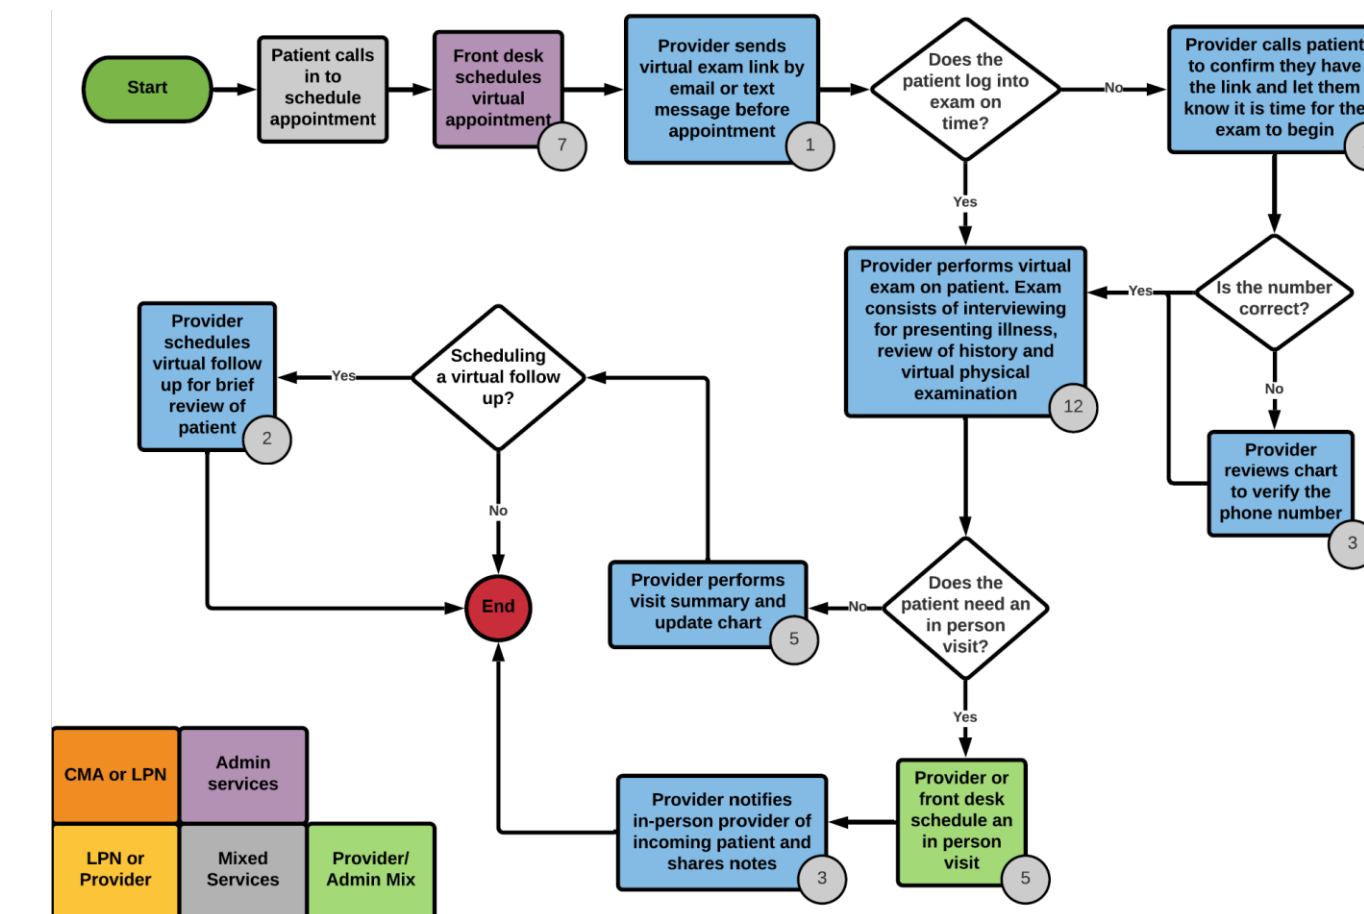 Start
Patient calls
in to
schedule
appointment
Front desk
schedules
virtual
appointment
7
Provider sends
virtual exam link by
email or text
message before
appointment
1
Does the
patient log into
exam on
time?
No
Provider calls patient
to confirm they have
the link and let them
know it is time for the
exam to begin
Yes
Is the number
correct?
Yes
No
Provider
reviews chart
to verify the
phone number
3
Provider performs virtual
exam on patient. Exam
consists of interviewing
for presenting illness,
review of history and
virtual physical
examination
12
Does the
patient need an
in person
visit?
No
Provider performs
visit summary and
update chart
5
Scheduling
a virtual follow
up?
Yes
Provider
schedules
virtual follow
up for brief
review of
patient
2
No
End
Yes
Provider or
front desk
schedule an
in person
visit
5
Provider notifies
in-person provider of
incoming patient and
shares notes
3
CMA or LPN
Admin
services
LPN or
Provider
Mixed
Services
Provider/
Admin Mix